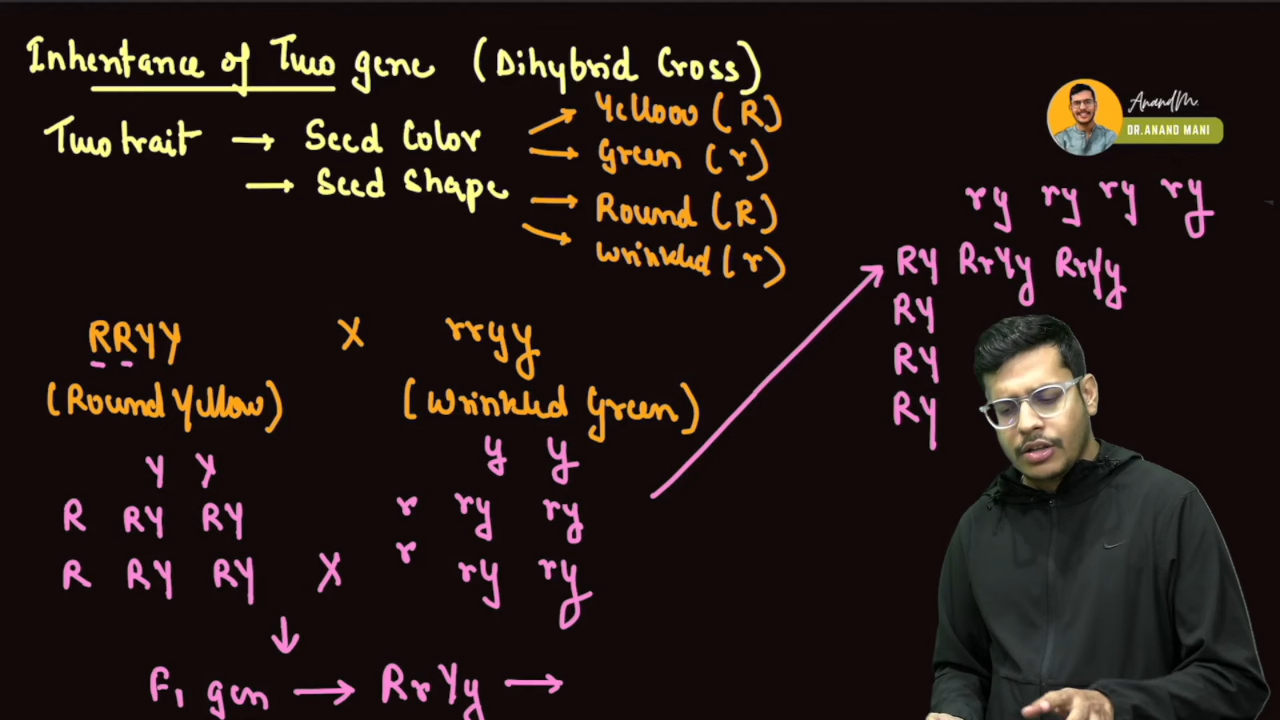 Inheritance of Two gene (Dihybrid Cross)
Two trait → Seed Color → Yellow (R)
→ Green (r)
→ Seed Shape → Round (R)
→ Wrinkled (r)
AnandM.
DR.ANAND MANI
ry ry ry ry
RY RrYy RrYy
RY
RY
RY
RRYY X rryy
(Round Yellow) (Wrinkled Green)
Y Y y y
R RY RY r ry ry
R RY RY X r ry ry
↓
F1 gen → RrYy →